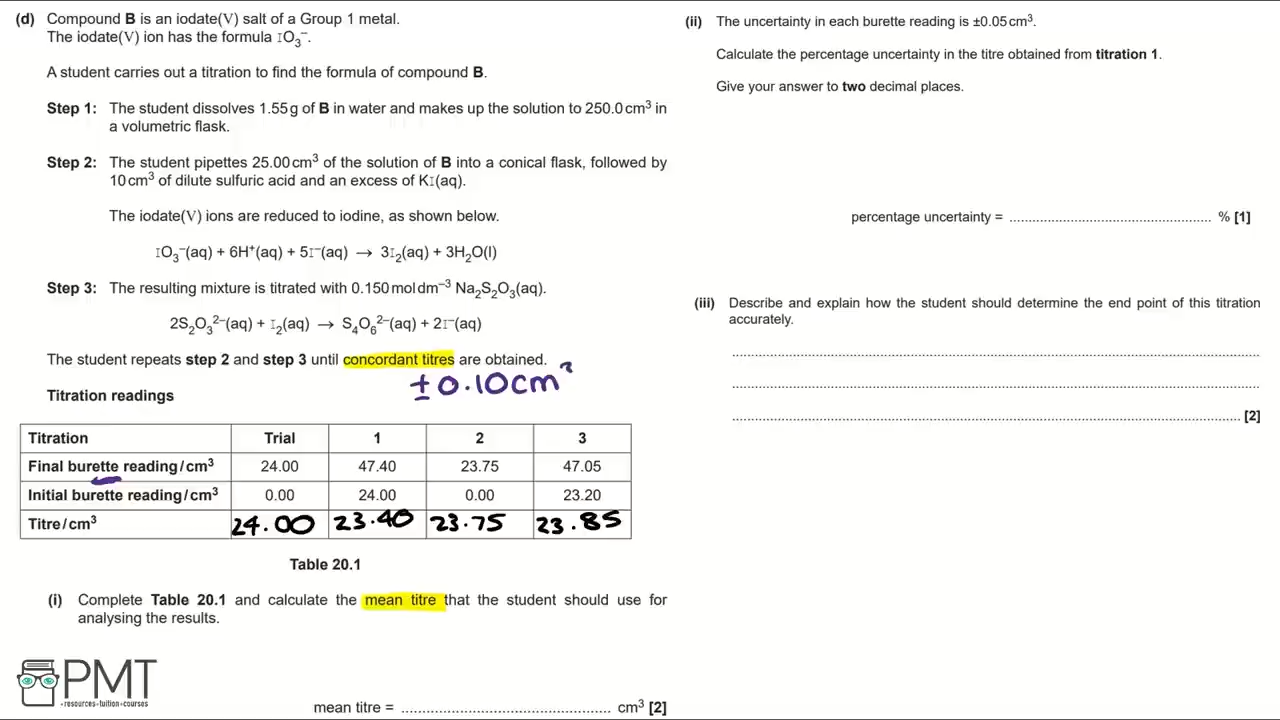 (d) Compound B is an iodate(V) salt of a Group 1 metal.
The iodate(V) ion has the formula IO₃⁻.
A student carries out a titration to find the formula of compound B.
Step 1: The student dissolves 1.55 g of B in water and makes up the solution to 250.0 cm³ in
a volumetric flask.
Step 2: The student pipettes 25.00 cm³ of the solution of B into a conical flask, followed by
10 cm³ of dilute sulfuric acid and an excess of KI(aq).
The iodate(V) ions are reduced to iodine, as shown below.
IO₃⁻(aq) + 6H⁺(aq) + 5I⁻(aq) → 3I₂(aq) + 3H₂O(l)
Step 3: The resulting mixture is titrated with 0.150 mol dm⁻³ Na₂S₂O₃(aq).
2S₂O₃²⁻(aq) + I₂(aq) → S₄O₆²⁻(aq) + 2I⁻(aq)
The student repeats step 2 and step 3 until concordant titres are obtained.
±0.10cm³
Titration readings
Titration Trial 1 2 3
Final burette reading/cm³ 24.00 47.40 23.75 47.05
Initial burette reading/cm³ 0.00 24.00 0.00 23.20
Titre/cm³ 24.00 23.40 23.75 23.85
Table 20.1
(i) Complete Table 20.1 and calculate the mean titre that the student should use for
analysing the results.
mean titre = .......................................... cm³ [2]
PMT
•resources•tuition•courses
(ii) The uncertainty in each burette reading is ±0.05 cm³.
Calculate the percentage uncertainty in the titre obtained from titration 1.
Give your answer to two decimal places.
percentage uncertainty = .................................................. % [1]
(iii) Describe and explain how the student should determine the end point of this titration
accurately.
[2]